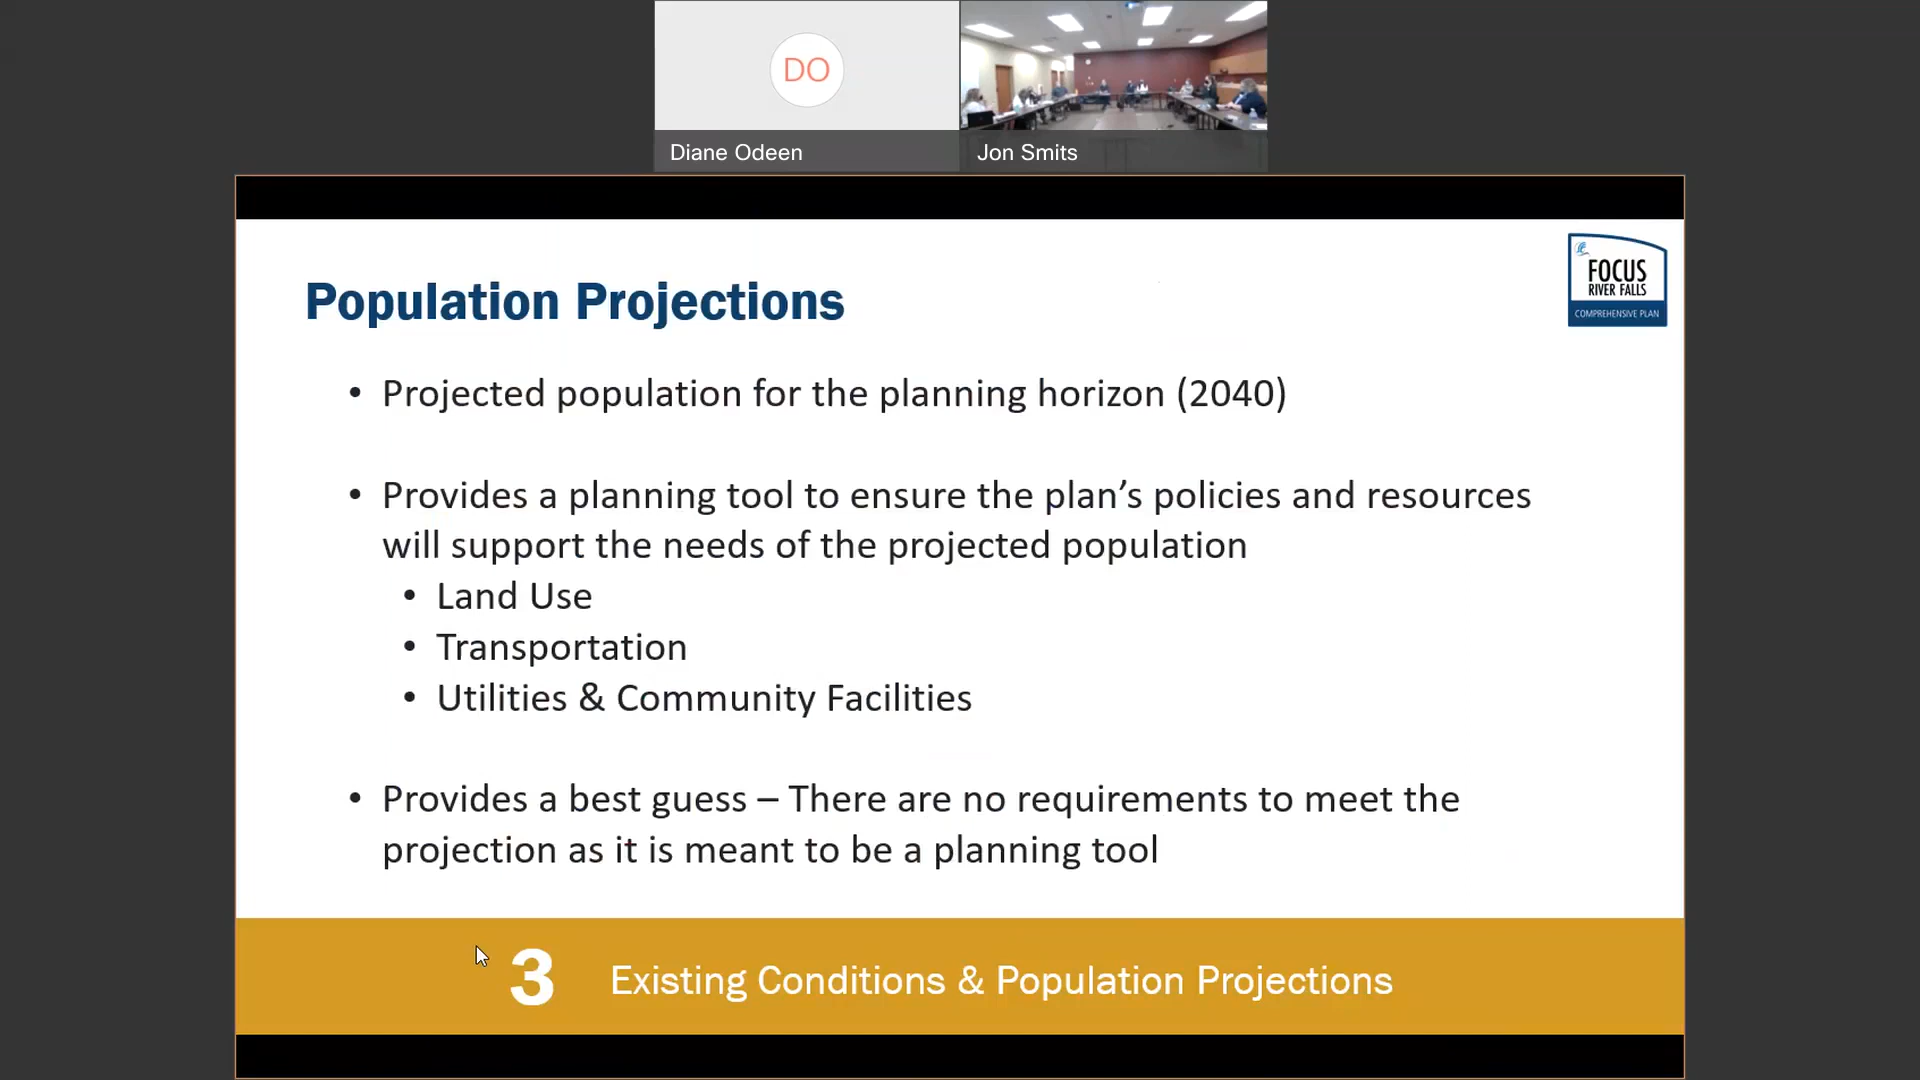 DO
Diane Odeen
Jon Smits
FOCUS
RIVER FALLS
COMPREHENSIVE PLAN
Population Projections
• Projected population for the planning horizon (2040)
• Provides a planning tool to ensure the plan’s policies and resources
will support the needs of the projected population
• Land Use
• Transportation
• Utilities & Community Facilities
• Provides a best guess – There are no requirements to meet the
projection as it is meant to be a planning tool
3 Existing Conditions & Population Projections